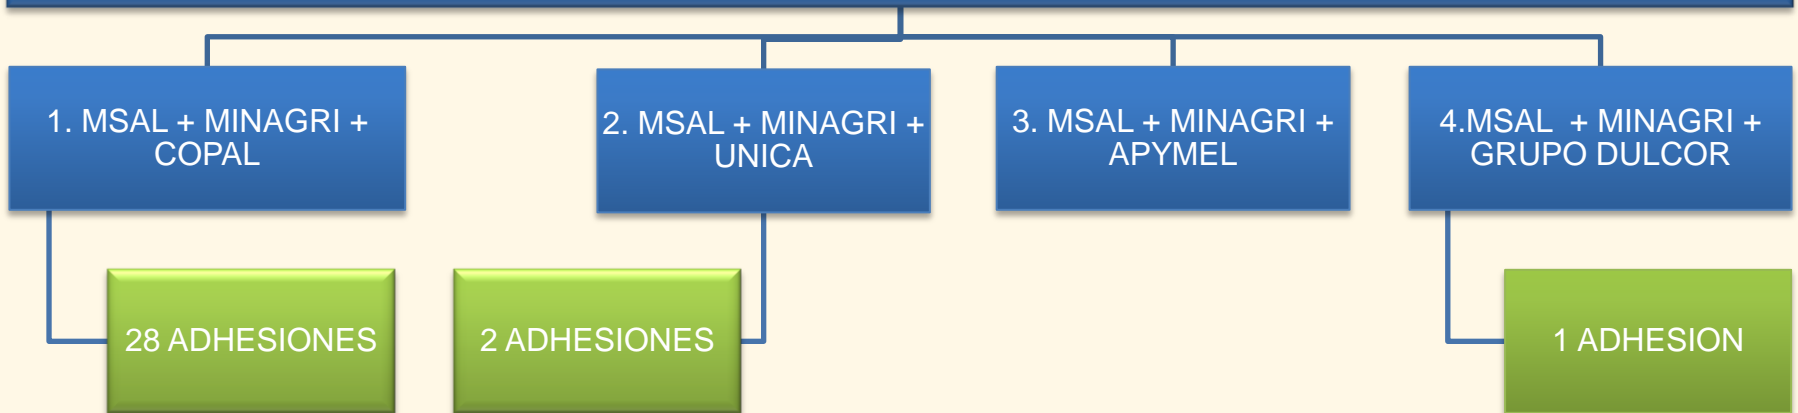 1. MSAL + MINAGRI +
COPAL
2. MSAL + MINAGRI +
UNICA
3. MSAL + MINAGRI +
APYMEL
4.MSAL  + MINAGRI +
GRUPO DULCOR
28 ADHESIONES
2 ADHESIONES
1 ADHESION